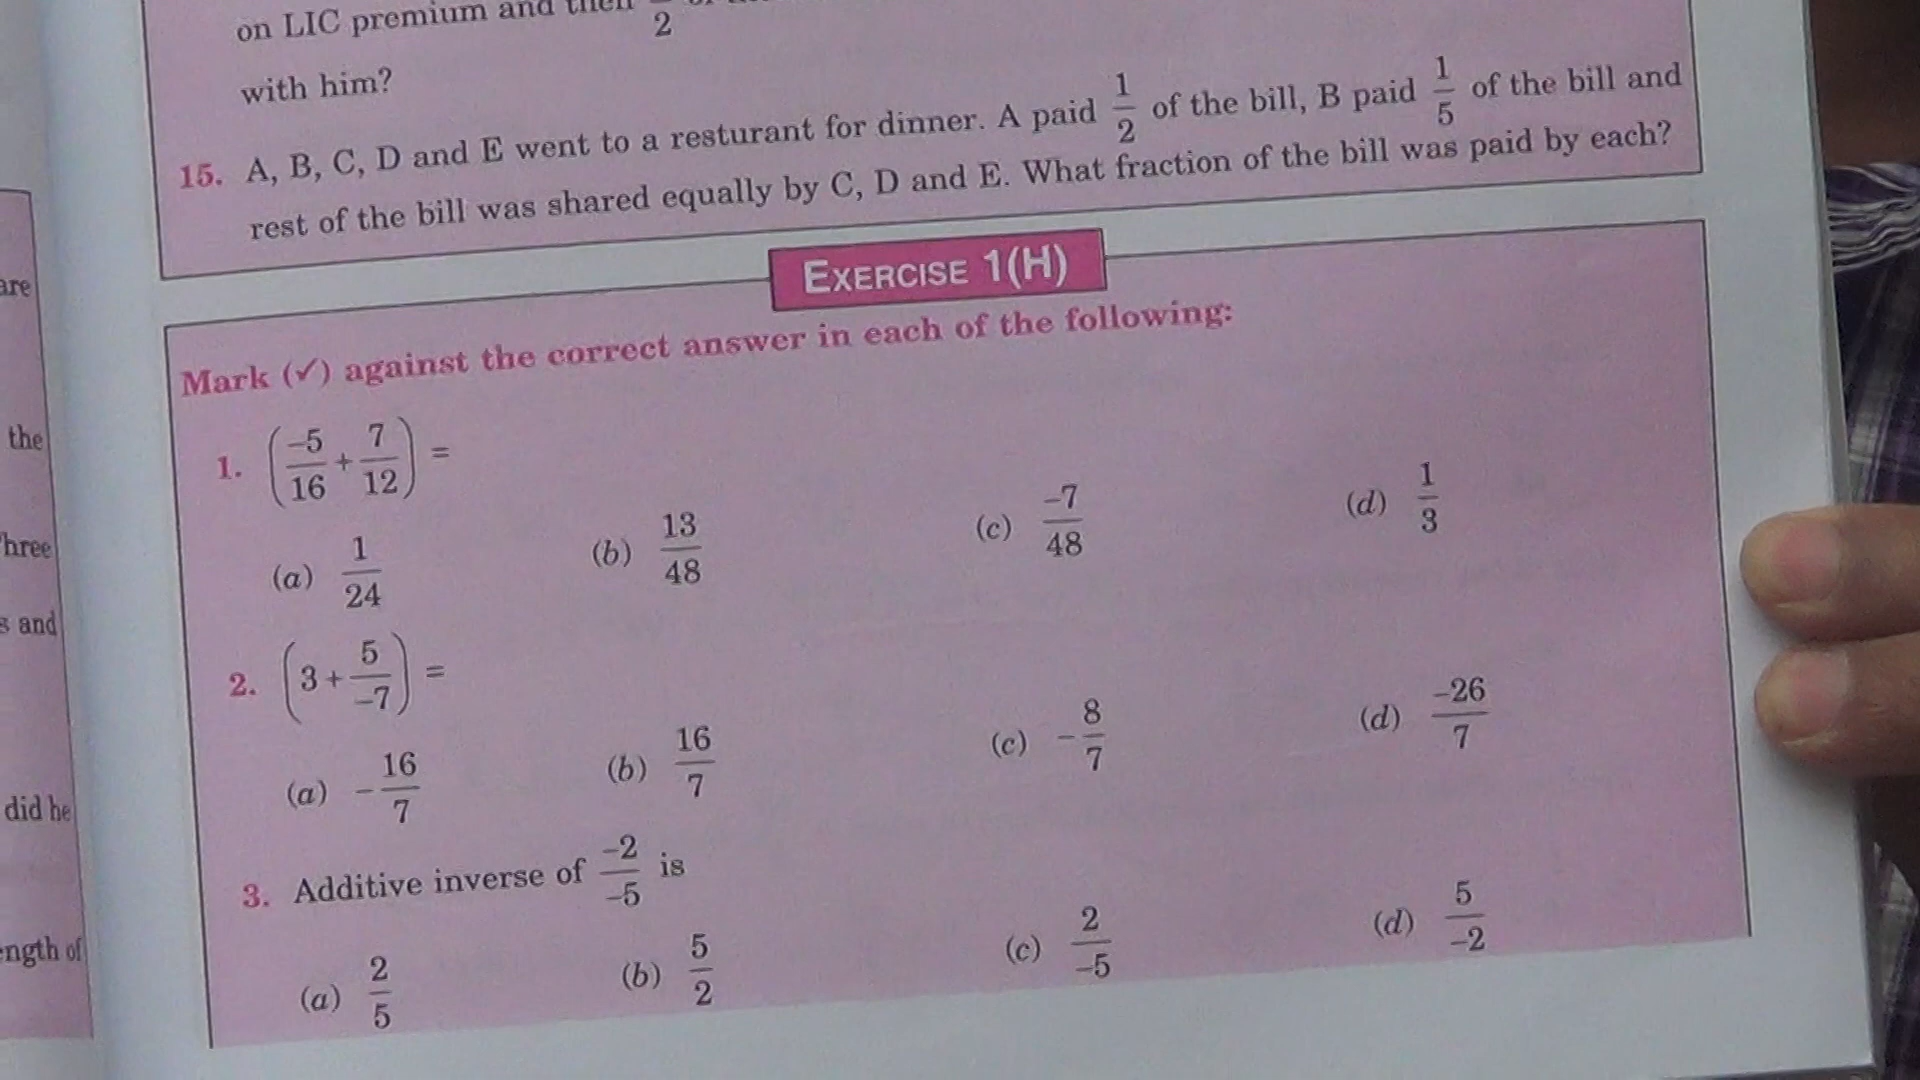 on LIC premium and then
2
with him?
15. A, B, C, D and E went to a resturant for dinner. A paid 1/2 of the bill, B paid 1/5 of the bill and
rest of the bill was shared equally by C, D and E. What fraction of the bill was paid by each?
EXERCISE 1(H)
Mark (✓) against the correct answer in each of the following:
1. (-5/16 + 7/12) =
(a) 1/24 (b) 13/48 (c) -7/48 (d) 1/3
2. (3 + 5/-7) =
(a) -16/7 (b) 16/7 (c) -8/7 (d) -26/7
3. Additive inverse of -2/-5 is
(a) 2/5 (b) 5/2 (c) 2/-5 (d) 5/-2
are
the
hree
s and
did he
ength of